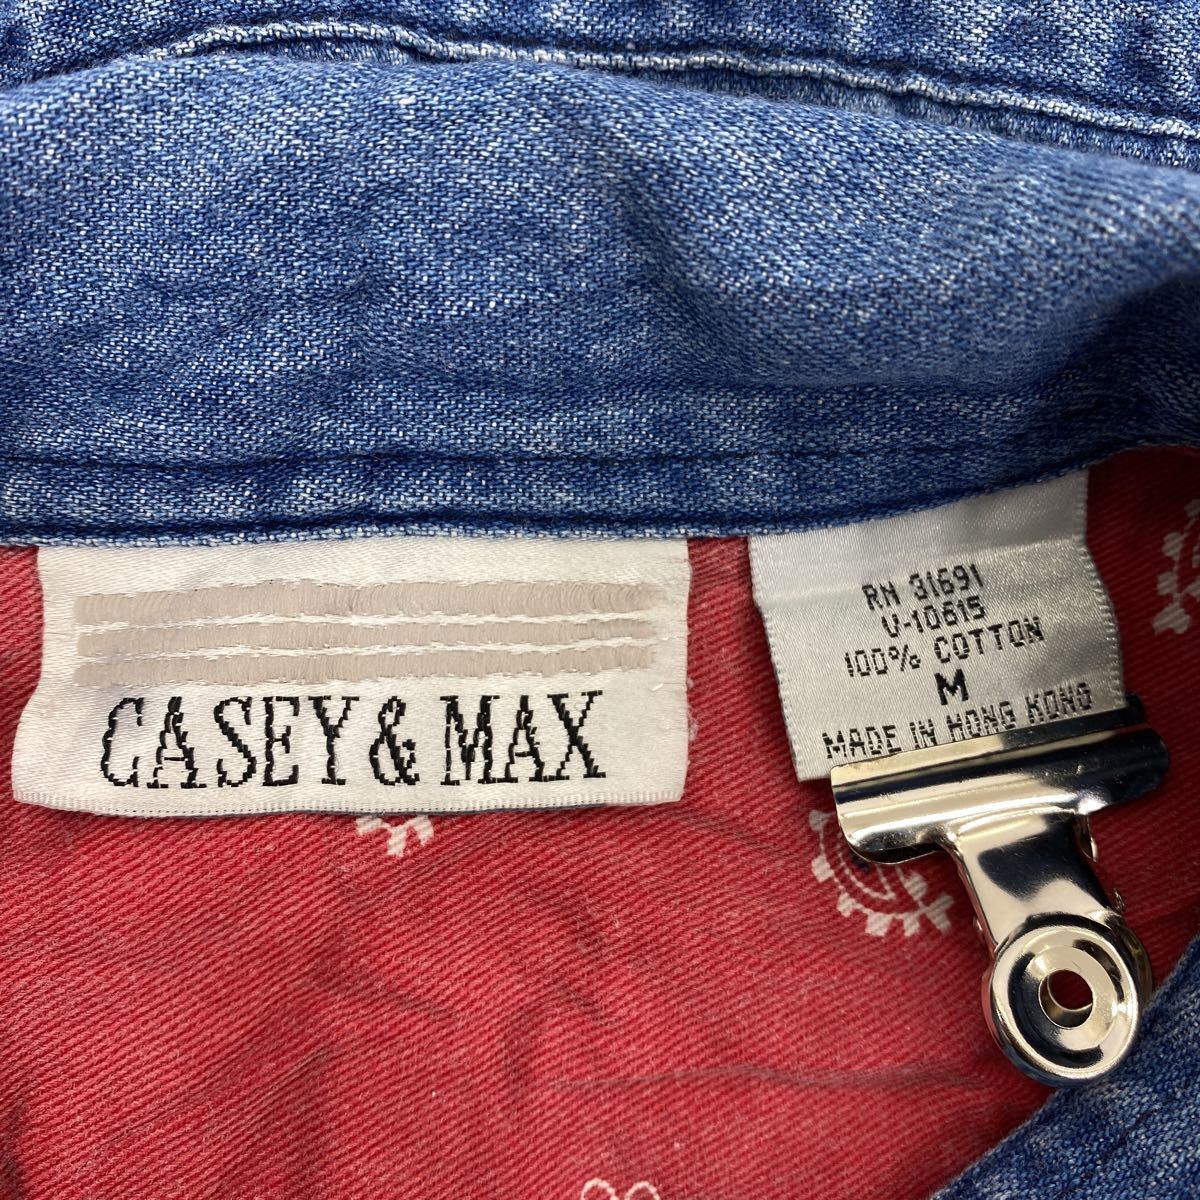 CASEY & MAX
RN 31691
V-10615
100% COTTON
M
MADE IN HONG KONG